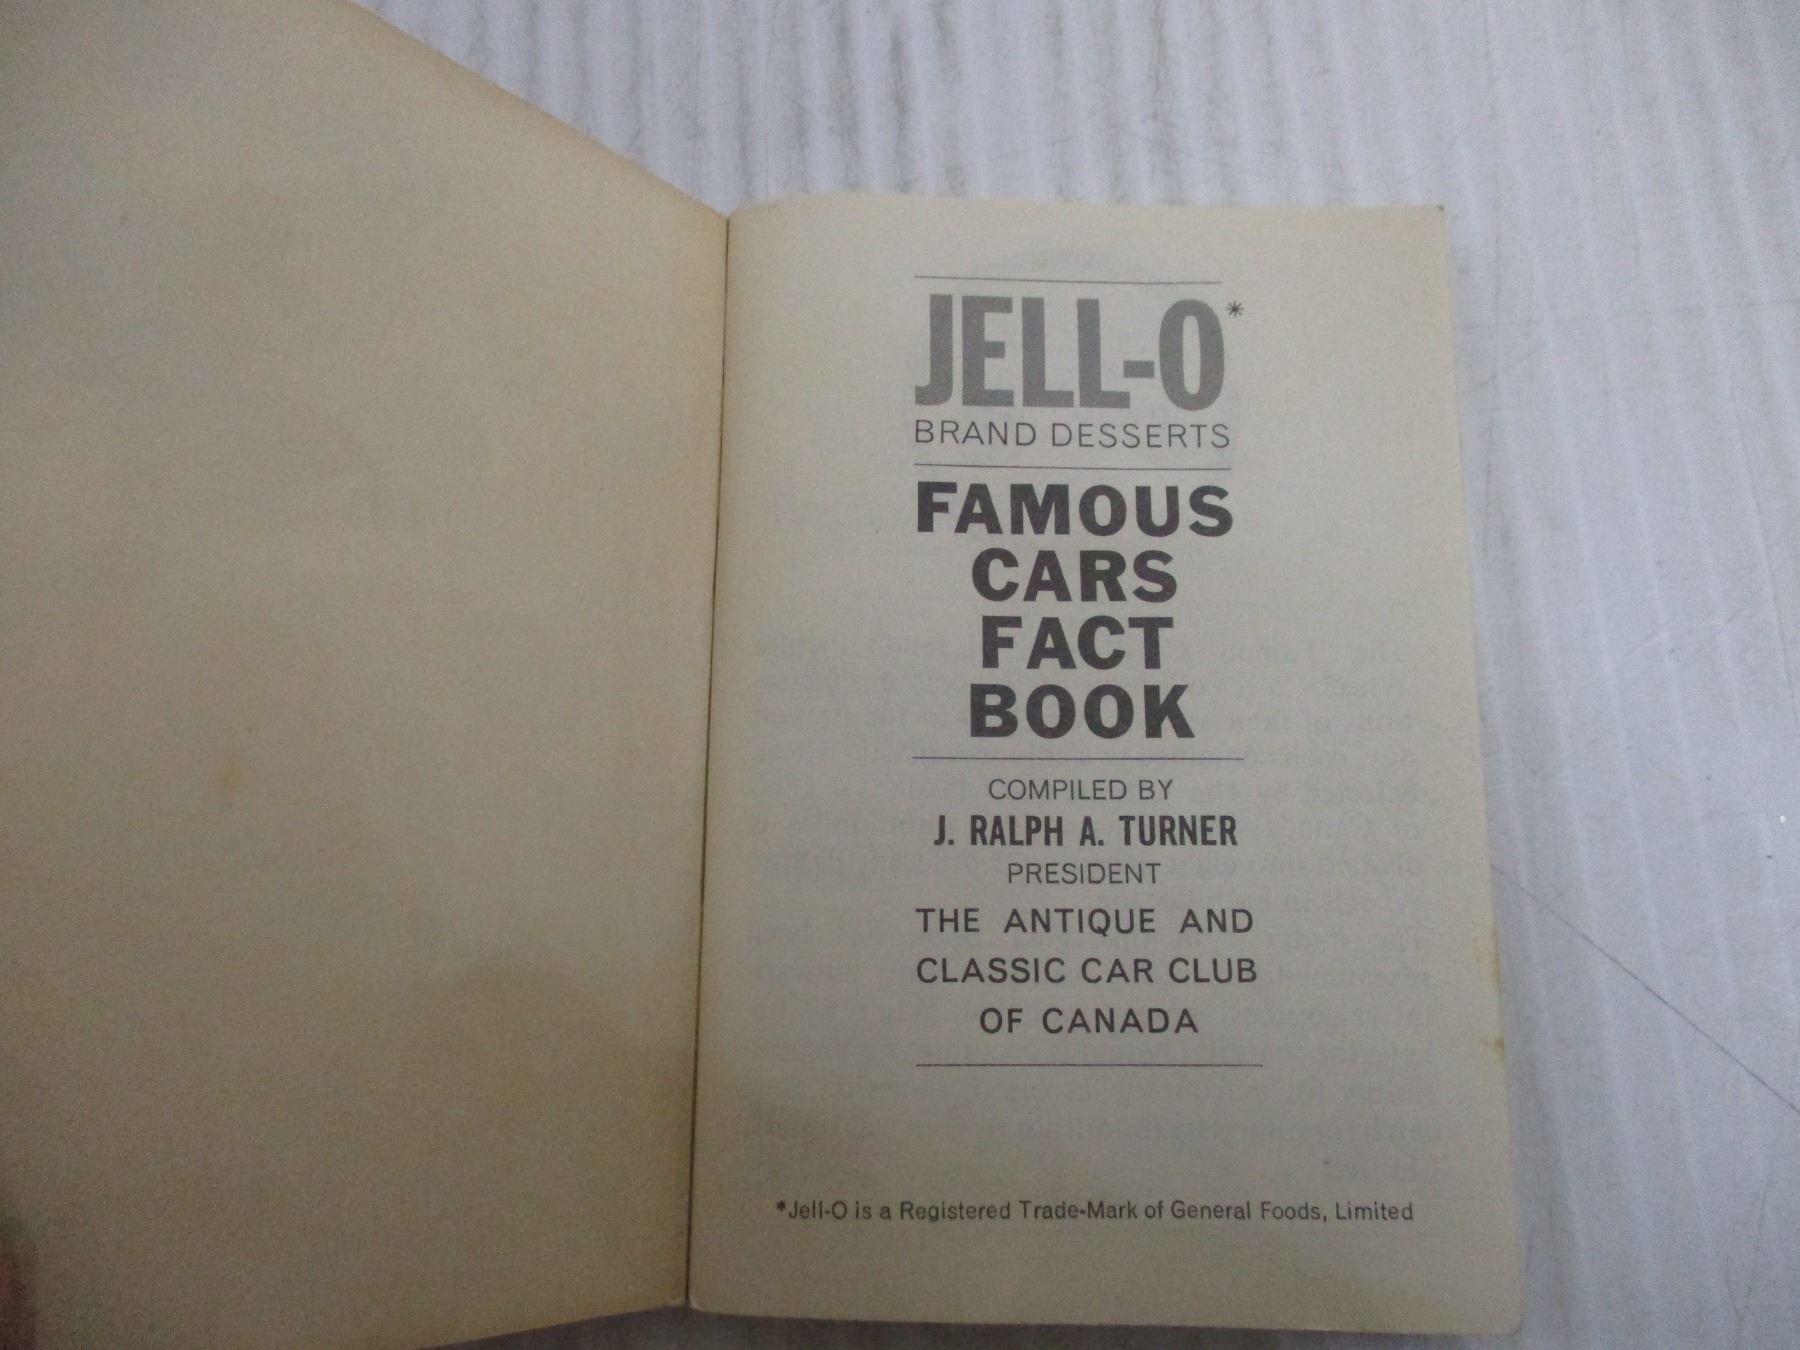 JELL-O*
BRAND DESSERTS
FAMOUS
CARS
FACT
BOOK
COMPILED BY
J. RALPH A. TURNER
PRESIDENT
THE ANTIQUE AND
CLASSIC CAR CLUB
OF CANADA
*Jell-O is a Registered Trade-Mark of General Foods, Limited